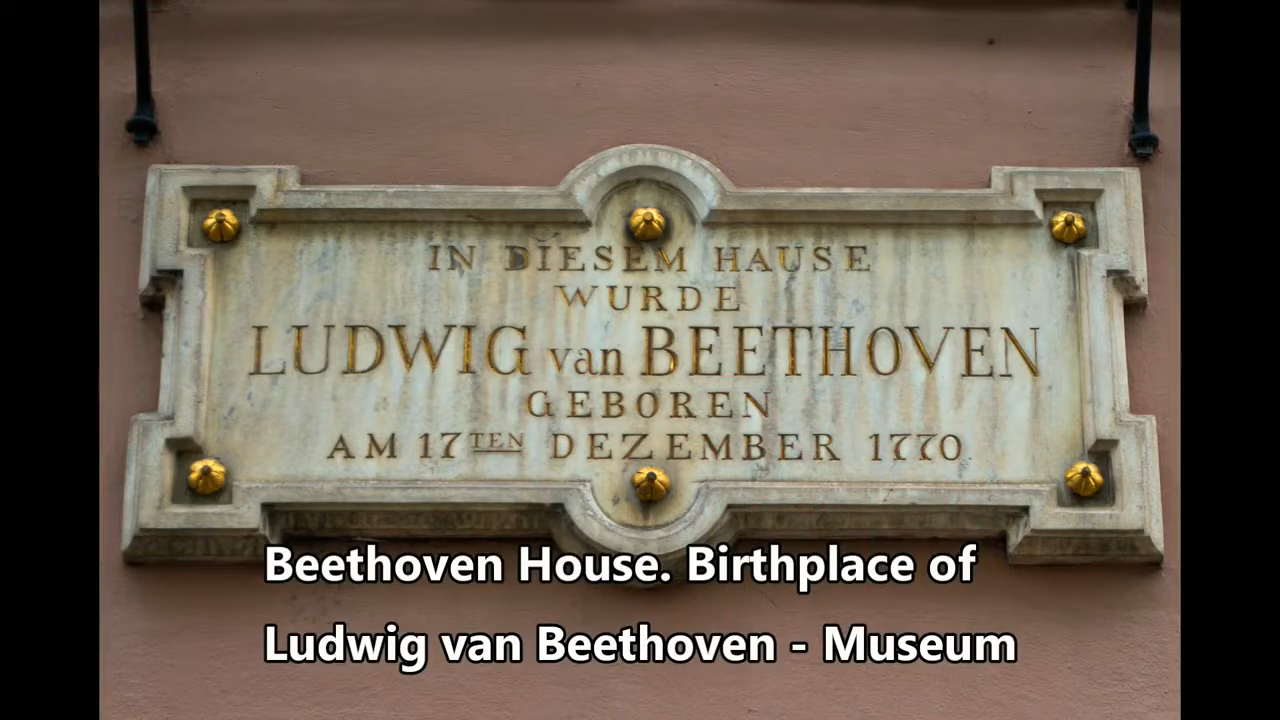 IN DIESEM HAUSE
WURDE
LUDWIG van BEETHOVEN
GEBOREN
AM 17TEN DEZEMBER 1770
Beethoven House. Birthplace of
Ludwig van Beethoven - Museum